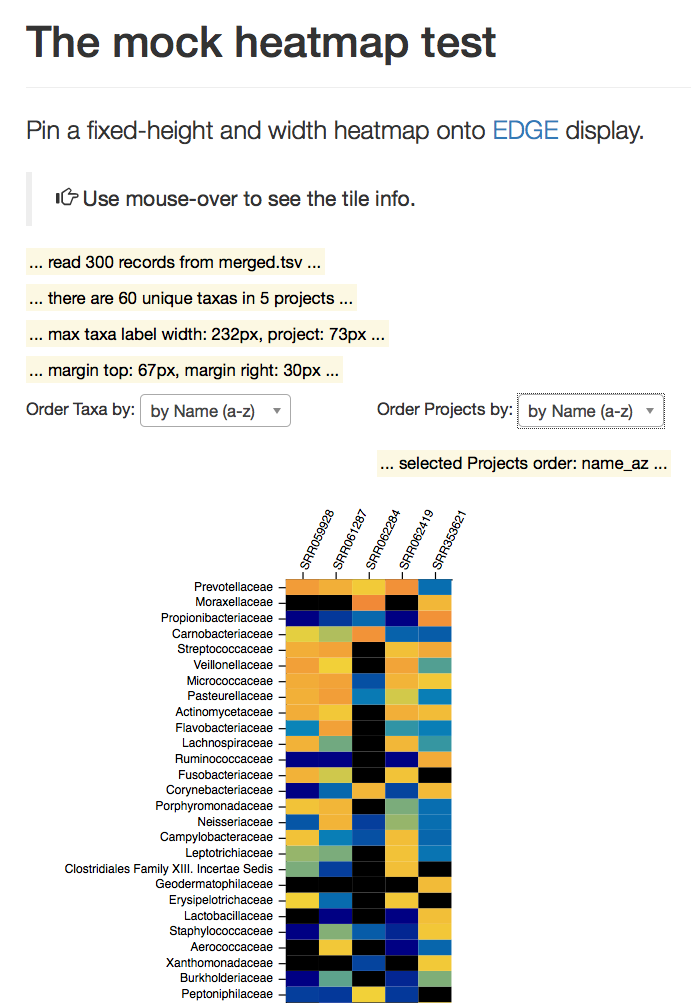 The mock heatmap test
Pin a fixed-height and width heatmap onto EDGE display.
Use mouse-over to see the tile info.
... read 300 records from merged.tsv ...
... there are 60 unique taxas in 5 projects ...
... max taxa label width: 232px, project: 73px ...
... margin top: 67px, margin right: 30px ...
Order Taxa by: by Name (a-z) Order Projects by: by Name (a-z)
... selected Projects order: name_az ...
SRR059928 SRR061287 SRR062284 SRR062419 SRR353621
Prevotellaceae
Moraxellaceae
Propionibacteriaceae
Carnobacteriaceae
Streptococcaceae
Veillonellaceae
Micrococcaceae
Pasteurellaceae
Actinomycetaceae
Flavobacteriaceae
Lachnospiraceae
Ruminococcaceae
Fusobacteriaceae
Corynebacteriaceae
Porphyromonadaceae
Neisseriaceae
Campylobacteraceae
Leptotrichiaceae
Clostridiales Family XIII. Incertae Sedis
Geodermatophilaceae
Erysipelotrichaceae
Lactobacillaceae
Staphylococcaceae
Aerococcaceae
Xanthomonadaceae
Burkholderiaceae
Peptoniphilaceae